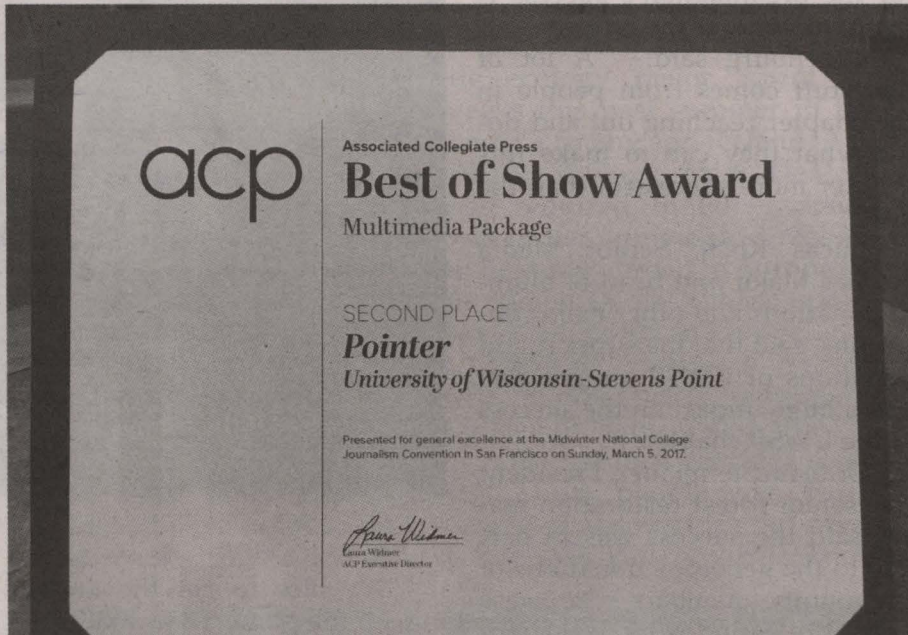 acp
Associated Collegiate Press
Best of Show Award
Multimedia Package
SECOND PLACE
Pointer
University of Wisconsin-Stevens Point
Presented for general excellence at the Midwinter National College
Journalism Convention in San Francisco on Sunday, March 5, 2017.
Laura Widmer
Laura Widmer
ACP Executive Director